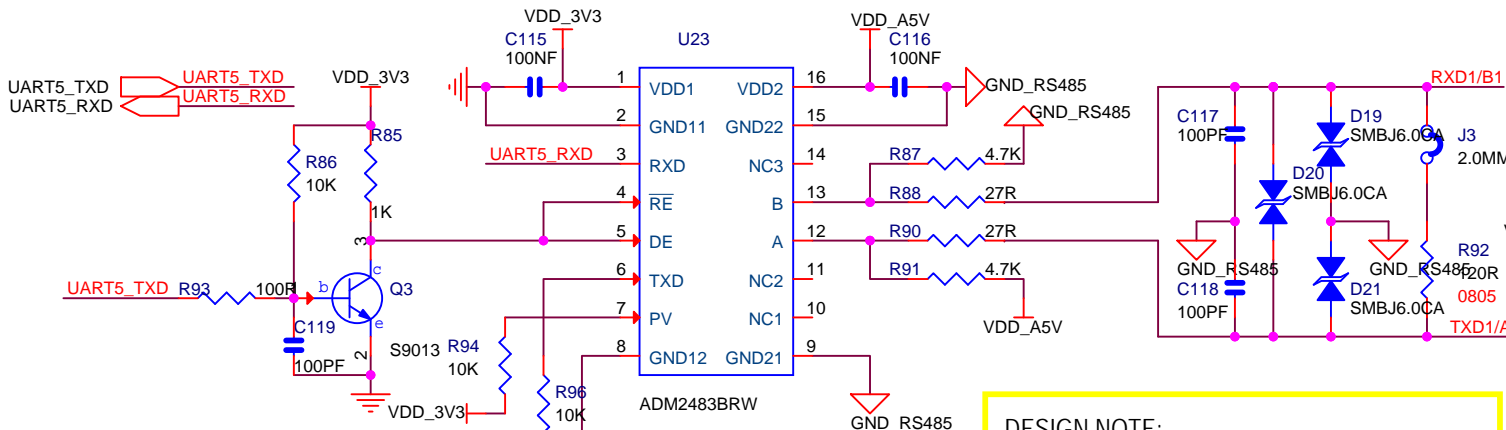 VDD_3V3
C115
100NF
U23
VDD_A5V
C116
100NF
UART5_TXD
UART5_TXD
UART5_RXD
UART5_RXD
VDD_3V3
1
VDD1
VDD2
16
GND_RS485
2
GND11
GND22
15
GND_RS485
RXD1/B1
R85
1K
R86
10K
UART5_RXD
3
RXD
NC3
14
R87
4.7K
C117
100PF
D19
SMBJ6.0CA
J3
D20
SMBJ6.0CA
4
RE
B
13
R88
27R
5
DE
A
12
R90
27R
6
TXD
NC2
11
R91
4.7K
GND_RS485
GND_RS485
R92
120R
0805
C118
100PF
D21
SMBJ6.0CA
UART5_TXD
R93
100R
1
b
3
c
Q3
e
2
S9013
C119
100PF
7
PV
NC1
10
VDD_A5V
8
GND12
GND21
9
R94
10K
VDD_3V3
R96
10K
ADM2483BRW
GND_RS485
DESIGN NOTE: